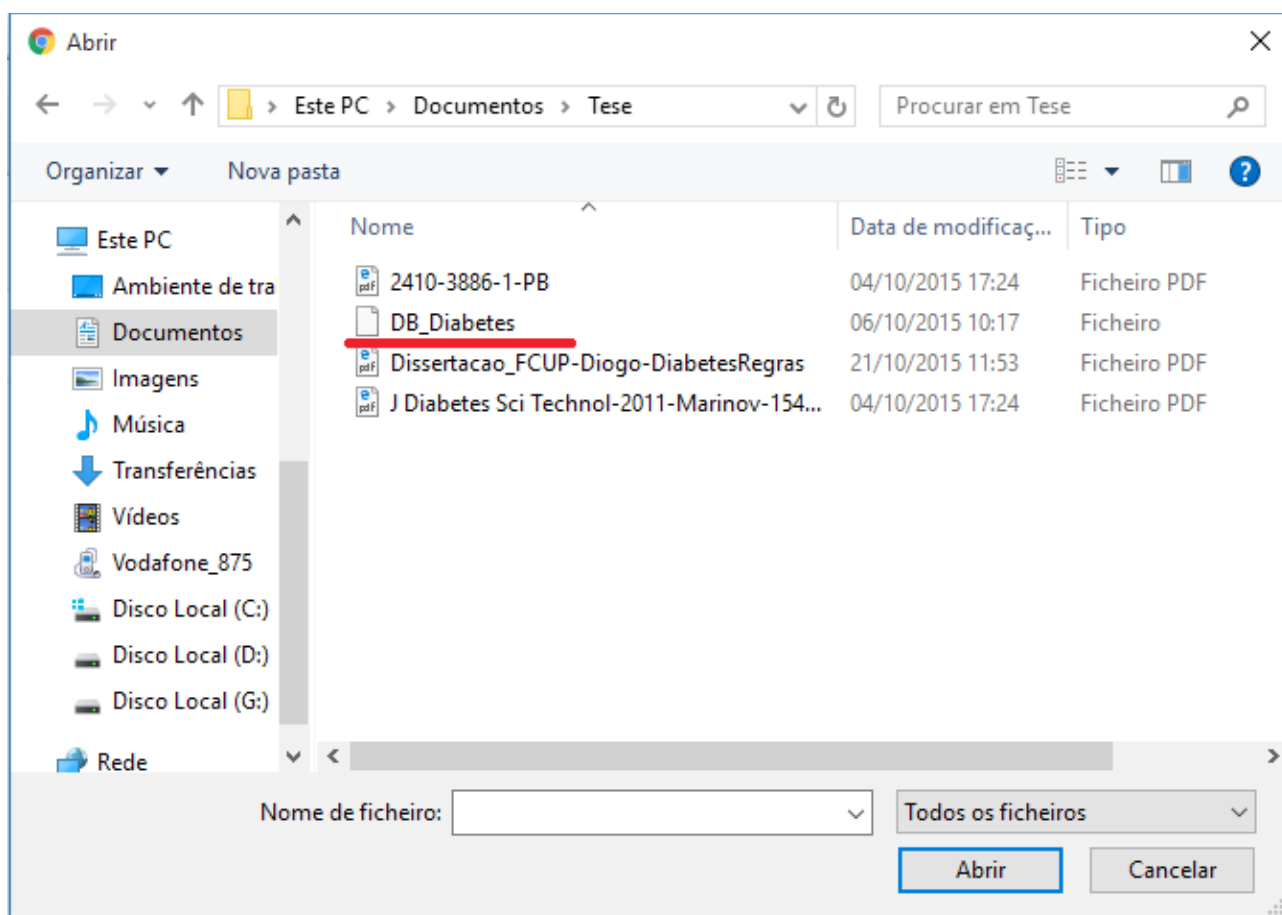 Abrir
Este PC > Documentos > Tese
Procurar em Tese
Organizar
Nova pasta
Este PC
Ambiente de tra
Documentos
Imagens
Música
Transferências
Vídeos
Vodafone_875
Disco Local (C:)
Disco Local (D:)
Disco Local (G:)
Rede
Nome Data de modificaç... Tipo
2410-3886-1-PB 04/10/2015 17:24 Ficheiro PDF
DB_Diabetes 06/10/2015 10:17 Ficheiro
Dissertacao_FCUP-Diogo-DiabetesRegras 21/10/2015 11:53 Ficheiro PDF
J Diabetes Sci Technol-2011-Marinov-154... 04/10/2015 17:24 Ficheiro PDF
Nome de ficheiro:
Todos os ficheiros
Abrir
Cancelar